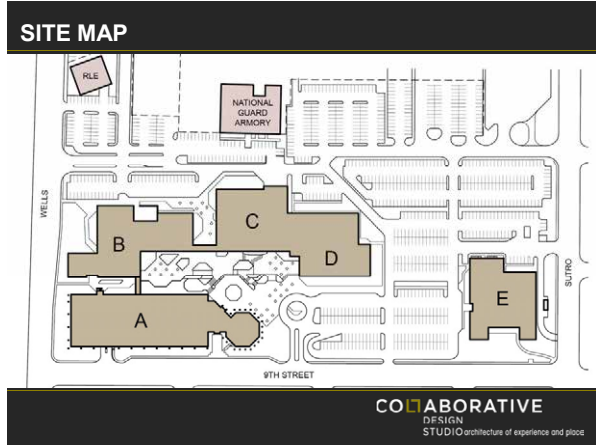 SITE MAP
RLE
NATIONAL
GUARD
ARMORY
WELLS
C
B
D
SUTRO
E
A
9TH STREET
COLLABORATIVE
DESIGN
STUDIO architecture of experience and place